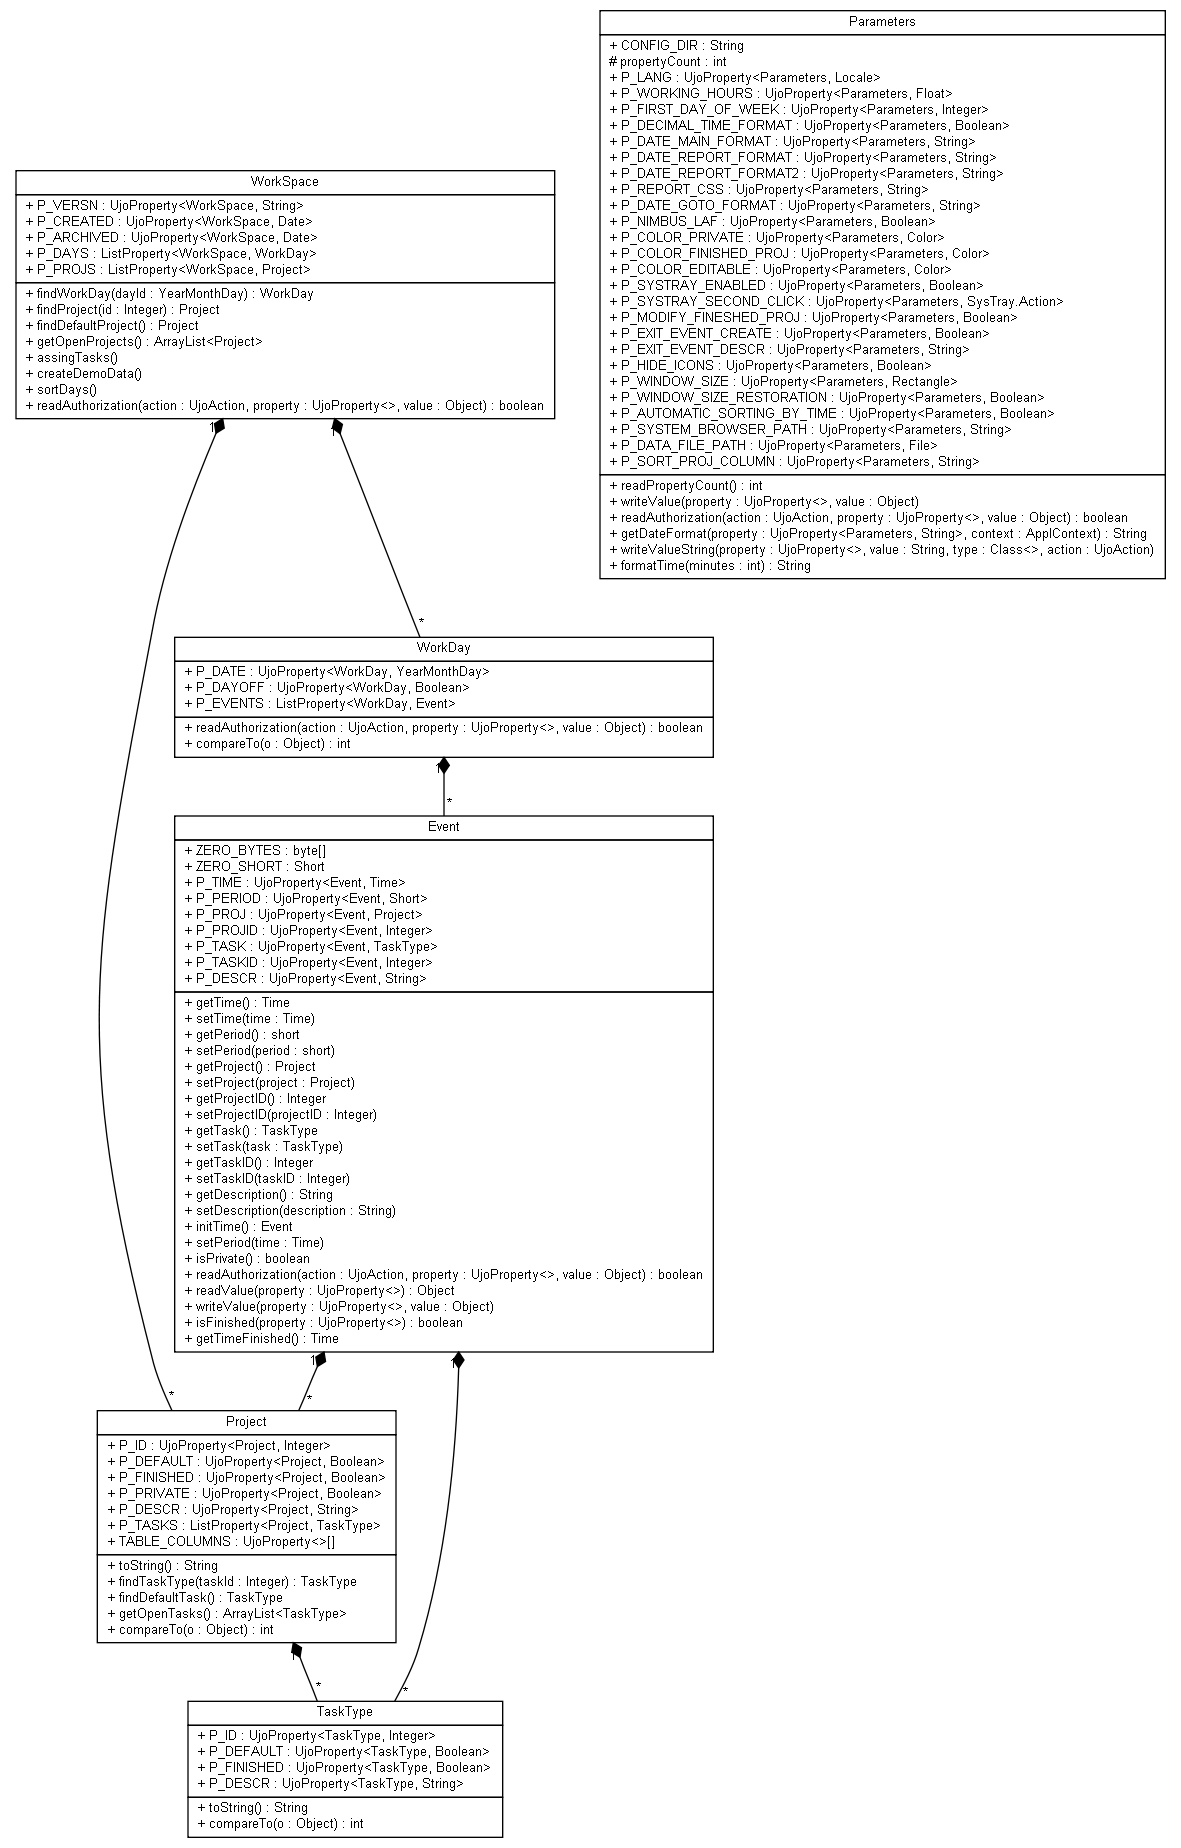 Parameters
+ CONFIG_DIR : String
# propertyCount : int
+ P_LANG : UjoProperty<Parameters, Locale>
+ P_WORKING_HOURS : UjoProperty<Parameters, Float>
+ P_FIRST_DAY_OF_WEEK : UjoProperty<Parameters, Integer>
+ P_DECIMAL_TIME_FORMAT : UjoProperty<Parameters, Boolean>
+ P_DATE_MAIN_FORMAT : UjoProperty<Parameters, String>
+ P_DATE_REPORT_FORMAT : UjoProperty<Parameters, String>
+ P_DATE_REPORT_FORMAT2 : UjoProperty<Parameters, String>
+ P_REPORT_CSS : UjoProperty<Parameters, String>
+ P_DATE_GOTO_FORMAT : UjoProperty<Parameters, String>
+ P_NIMBUS_LAF : UjoProperty<Parameters, Boolean>
+ P_COLOR_PRIVATE : UjoProperty<Parameters, Color>
+ P_COLOR_FINISHED_PROJ : UjoProperty<Parameters, Color>
+ P_COLOR_EDITABLE : UjoProperty<Parameters, Color>
+ P_SYSTRAY_ENABLED : UjoProperty<Parameters, Boolean>
+ P_SYSTRAY_SECOND_CLICK : UjoProperty<Parameters, SysTray.Action>
+ P_MODIFY_FINESHED_PROJ : UjoProperty<Parameters, Boolean>
+ P_EXIT_EVENT_CREATE : UjoProperty<Parameters, Boolean>
+ P_EXIT_EVENT_DESCR : UjoProperty<Parameters, String>
+ P_HIDE_ICONS : UjoProperty<Parameters, Boolean>
+ P_WINDOW_SIZE : UjoProperty<Parameters, Rectangle>
+ P_WINDOW_SIZE_RESTORATION : UjoProperty<Parameters, Boolean>
+ P_AUTOMATIC_SORTING_BY_TIME : UjoProperty<Parameters, Boolean>
+ P_SYSTEM_BROWSER_PATH : UjoProperty<Parameters, String>
+ P_DATA_FILE_PATH : UjoProperty<Parameters, File>
+ P_SORT_PROJ_COLUMN : UjoProperty<Parameters, String>
+ readPropertyCount() : int
+ writeValue(property : UjoProperty<>, value : Object)
+ readAuthorization(action : UjoAction, property : UjoProperty<>, value : Object) : boolean
+ getDateFormat(property : UjoProperty<Parameters, String>, context : ApplContext) : String
+ writeValueString(property : UjoProperty<>, value : String, type : Class<>, action : UjoAction)
+ formatTime(minutes : int) : String
WorkSpace
+ P_VERSN : UjoProperty<WorkSpace, String>
+ P_CREATED : UjoProperty<WorkSpace, Date>
+ P_ARCHIVED : UjoProperty<WorkSpace, Date>
+ P_DAYS : ListProperty<WorkSpace, WorkDay>
+ P_PROJS : ListProperty<WorkSpace, Project>
+ findWorkDay(dayId : YearMonthDay) : WorkDay
+ findProject(id : Integer) : Project
+ findDefaultProject() : Project
+ getOpenProjects() : ArrayList<Project>
+ assingTasks()
+ createDemoData()
+ sortDays()
+ readAuthorization(action : UjoAction, property : UjoProperty<>, value : Object) : boolean
1
1
*
WorkDay
+ P_DATE : UjoProperty<WorkDay, YearMonthDay>
+ P_DAYOFF : UjoProperty<WorkDay, Boolean>
+ P_EVENTS : ListProperty<WorkDay, Event>
+ readAuthorization(action : UjoAction, property : UjoProperty<>, value : Object) : boolean
+ compareTo(o : Object) : int
1
*
Event
+ ZERO_BYTES : byte[]
+ ZERO_SHORT : Short
+ P_TIME : UjoProperty<Event, Time>
+ P_PERIOD : UjoProperty<Event, Short>
+ P_PROJ : UjoProperty<Event, Project>
+ P_PROJID : UjoProperty<Event, Integer>
+ P_TASK : UjoProperty<Event, TaskType>
+ P_TASKID : UjoProperty<Event, Integer>
+ P_DESCR : UjoProperty<Event, String>
+ getTime() : Time
+ setTime(time : Time)
+ getPeriod() : short
+ setPeriod(period : short)
+ getProject() : Project
+ setProject(project : Project)
+ getProjectID() : Integer
+ setProjectID(projectID : Integer)
+ getTask() : TaskType
+ setTask(task : TaskType)
+ getTaskID() : Integer
+ setTaskID(taskID : Integer)
+ getDescription() : String
+ setDescription(description : String)
+ initTime() : Event
+ setPeriod(time : Time)
+ isPrivate() : boolean
+ readAuthorization(action : UjoAction, property : UjoProperty<>, value : Object) : boolean
+ readValue(property : UjoProperty<>) : Object
+ writeValue(property : UjoProperty<>, value : Object)
+ isFinished(property : UjoProperty<>) : boolean
+ getTimeFinished() : Time
1
1
*
*
Project
+ P_ID : UjoProperty<Project, Integer>
+ P_DEFAULT : UjoProperty<Project, Boolean>
+ P_FINISHED : UjoProperty<Project, Boolean>
+ P_PRIVATE : UjoProperty<Project, Boolean>
+ P_DESCR : UjoProperty<Project, String>
+ P_TASKS : ListProperty<Project, TaskType>
+ TABLE_COLUMNS : UjoProperty<>[]
+ toString() : String
+ findTaskType(taskId : Integer) : TaskType
+ findDefaultTask() : TaskType
+ getOpenTasks() : ArrayList<TaskType>
+ compareTo(o : Object) : int
1
*
*
TaskType
+ P_ID : UjoProperty<TaskType, Integer>
+ P_DEFAULT : UjoProperty<TaskType, Boolean>
+ P_FINISHED : UjoProperty<TaskType, Boolean>
+ P_DESCR : UjoProperty<TaskType, String>
+ toString() : String
+ compareTo(o : Object) : int